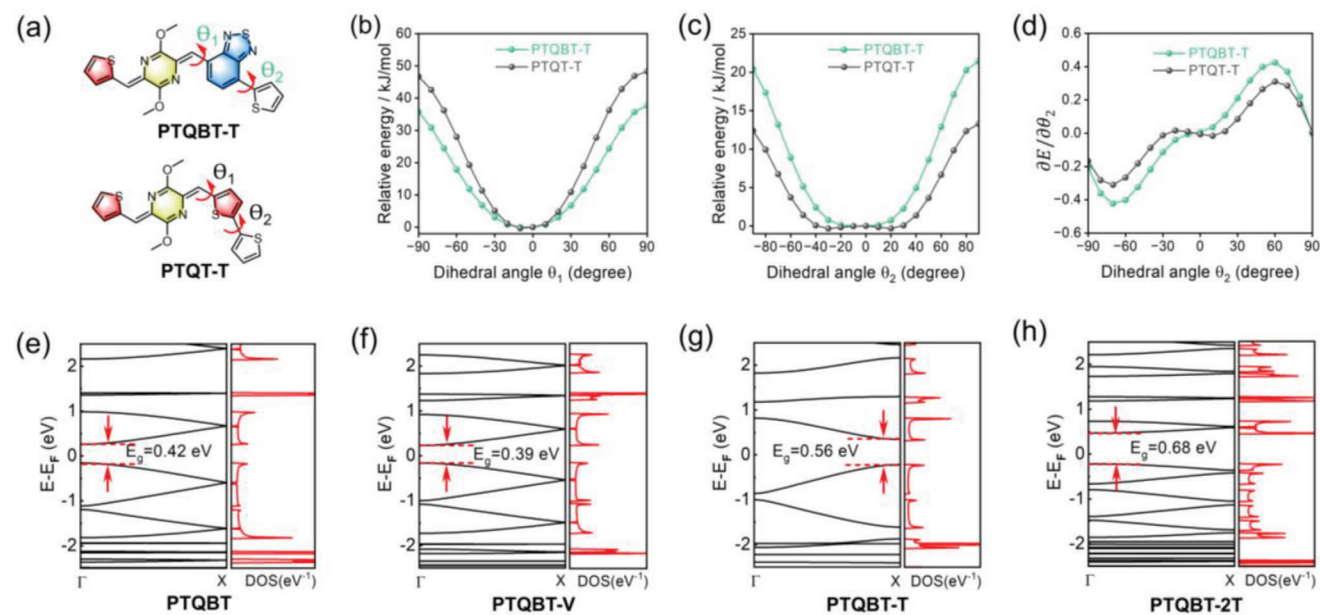 (a)
O
θ1
N
S
N
S
N
N
θ2
O
S
PTQBT-T
O
θ1
S
N
N
S
θ2
O
S
PTQT-T
(b)
PTQBT-T
PTQT-T
Relative energy / kJ/mol
60
50
40
30
20
10
0
−90 −60 −30 0 30 60 90
Dihedral angle θ1 (degree)
(c)
PTQBT-T
PTQT-T
Relative energy / kJ/mol
25
20
15
10
5
0
−80 −60 −40 −20 0 20 40 60 80
Dihedral angle θ2 (degree)
(d)
PTQBT-T
PTQT-T
∂E/∂θ2
0.6
0.4
0.2
0.0
−0.2
−0.4
−0.6
−90 −60 −30 0 30 60 90
Dihedral angle θ2 (degree)
(e)
E-EF (eV)
2
1
0
-1
-2
Eg=0.42 eV
Γ X DOS(eV-1)
PTQBT
(f)
E-EF (eV)
2
1
0
-1
-2
Eg=0.39 eV
Γ X DOS(eV-1)
PTQBT-V
(g)
E-EF (eV)
2
1
0
-1
-2
Eg=0.56 eV
Γ X DOS(eV-1)
PTQBT-T
(h)
E-EF (eV)
2
1
0
-1
-2
Eg=0.68 eV
Γ X DOS(eV-1)
PTQBT-2T